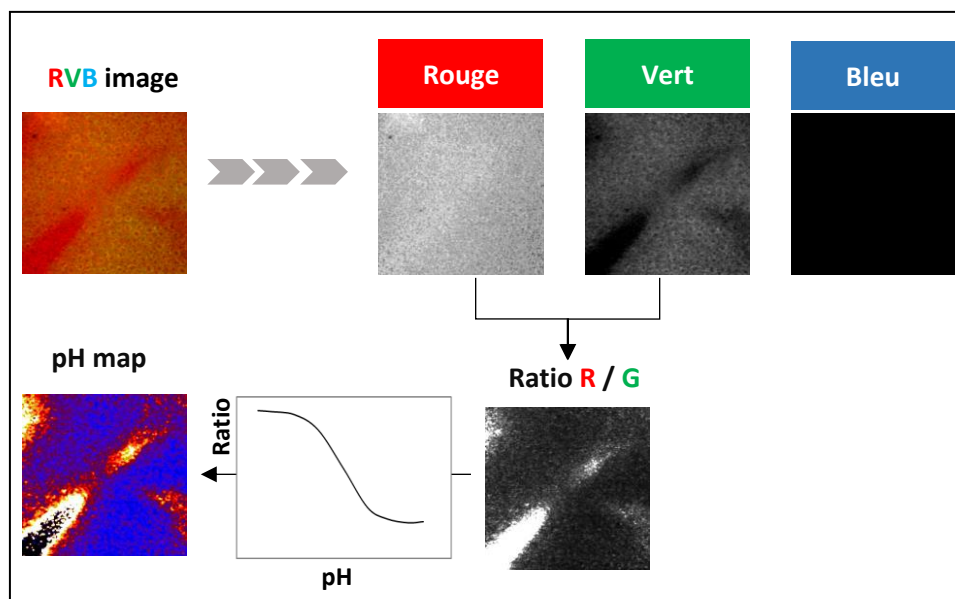 RVB image
Rouge
Vert
Bleu
pH map
Ratio R / G
Ratio
pH